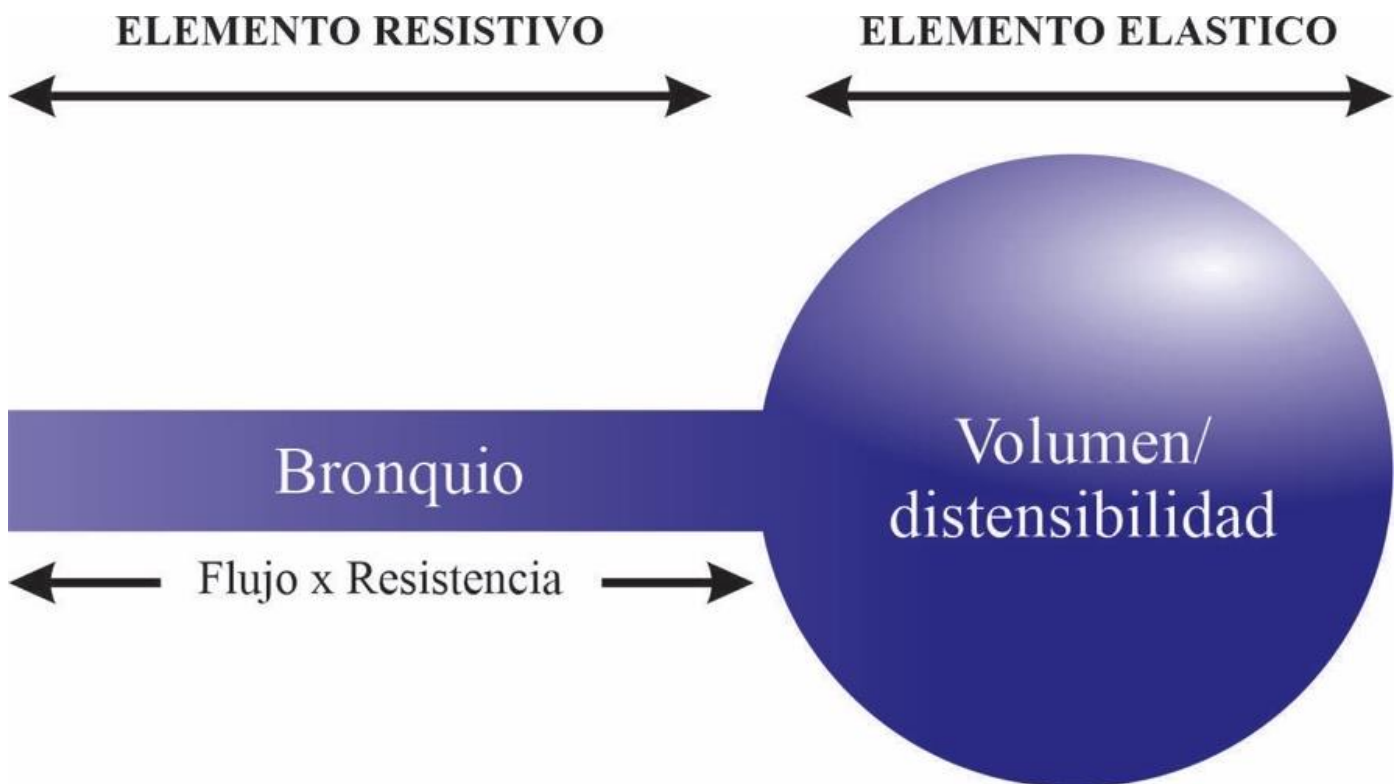 ELEMENTO RESISTIVO
ELEMENTO ELASTICO
Bronquio
Volumen/
distensibilidad
Flujo x Resistencia